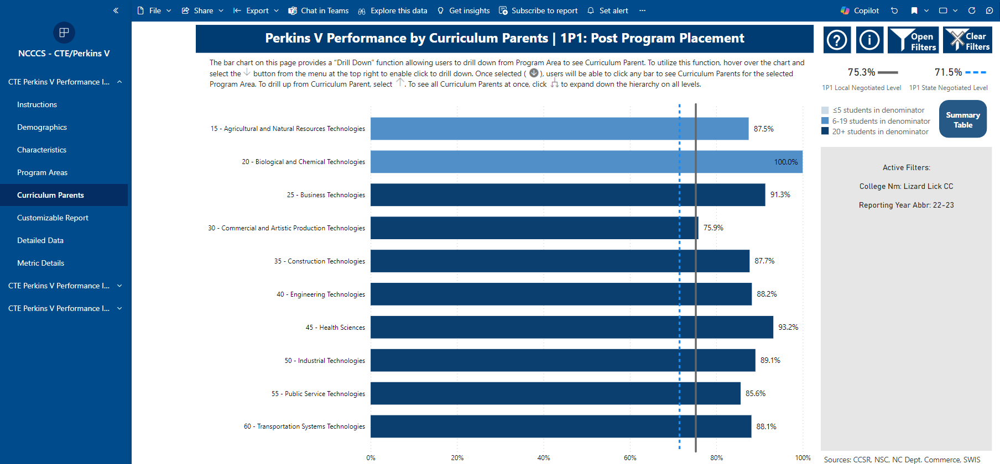 File
Share
Export
Chat in Teams
Explore this data
Get insights
Subscribe to report
Set alert
Copilot
NCCCS - CTE/Perkins V
CTE Perkins V Performance I...
Instructions
Demographics
Characteristics
Program Areas
Curriculum Parents
Customizable Report
Detailed Data
Metric Details
CTE Perkins V Performance I...
CTE Perkins V Performance I...
Perkins V Performance by Curriculum Parents | 1P1: Post Program Placement
The bar chart on this page provides a “Drill Down” function allowing users to drill down from Program Area to see Curriculum Parent. To utilize this function, hover over the chart and
select the button from the menu at the top right to enable click to drill down. Once selected ( ), users will be able to click any bar to see Curriculum Parents for the selected
Program Area. To drill up from Curriculum Parent, select . To see all Curriculum Parents at once, click to expand down the hierarchy on all levels.
15 - Agricultural and Natural Resources Technologies 87.5%
20 - Biological and Chemical Technologies 100.0%
25 - Business Technologies 91.3%
30 - Commercial and Artistic Production Technologies 75.9%
35 - Construction Technologies 87.7%
40 - Engineering Technologies 88.2%
45 - Health Sciences 93.2%
50 - Industrial Technologies 89.1%
55 - Public Service Technologies 85.6%
60 - Transportation Systems Technologies 88.1%
0% 20% 40% 60% 80% 100%
?
i
Open
Filters
Clear
Filters
75.3%
1P1 Local Negotiated Level
71.5%
1P1 State Negotiated Level
≤5 students in denominator
6-19 students in denominator
20+ students in denominator
Summary
Table
Active Filters:
College Nm: Lizard Lick CC
Reporting Year Abbr: 22-23
Sources: CCSR, NSC, NC Dept. Commerce, SWIS